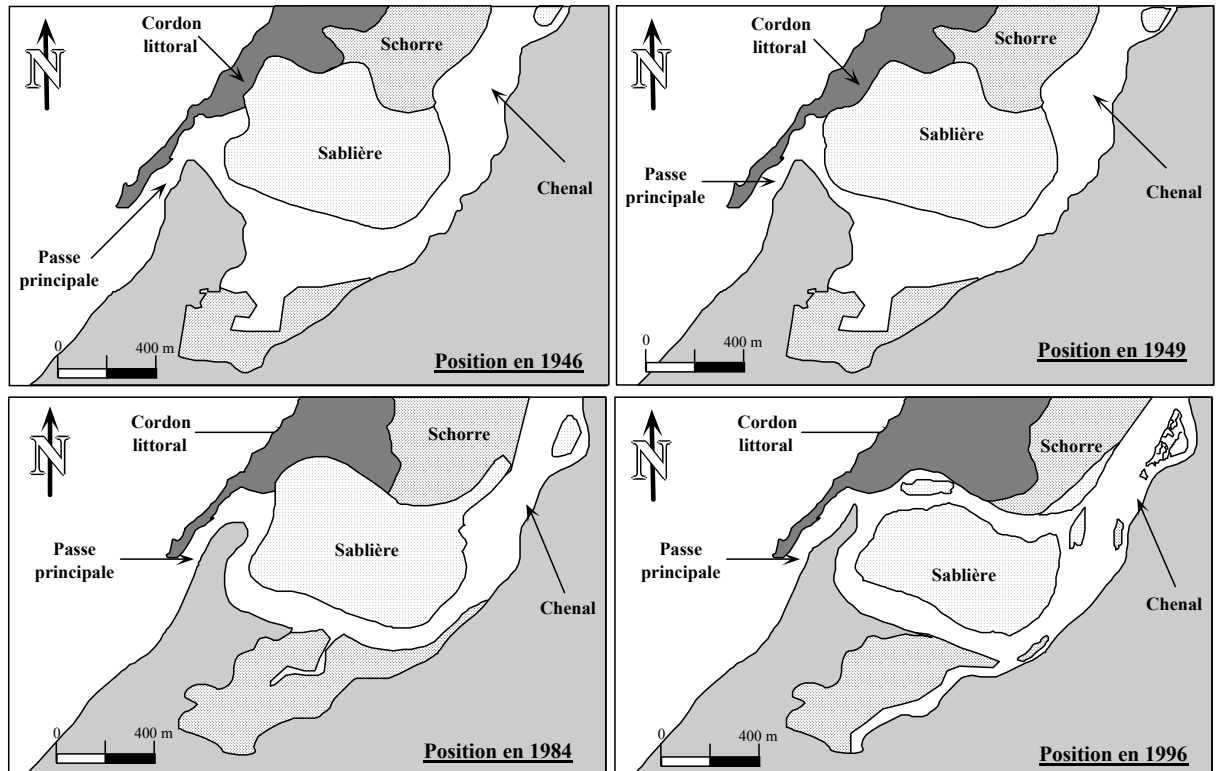 Cordon
littoral
Schorre
N
Sablière
Chenal
Passe
principale
0
400 m
Position en 1946
Cordon
littoral
Schorre
N
Sablière
Passe
principale
Chenal
0
400 m
Position en 1949
Cordon
littoral
Schorre
N
Sablière
Passe
principale
Chenal
0
400 m
Position en 1984
Cordon
littoral
Schorre
N
Passe
principale
Sablière
Chenal
0
400 m
Position en 1996